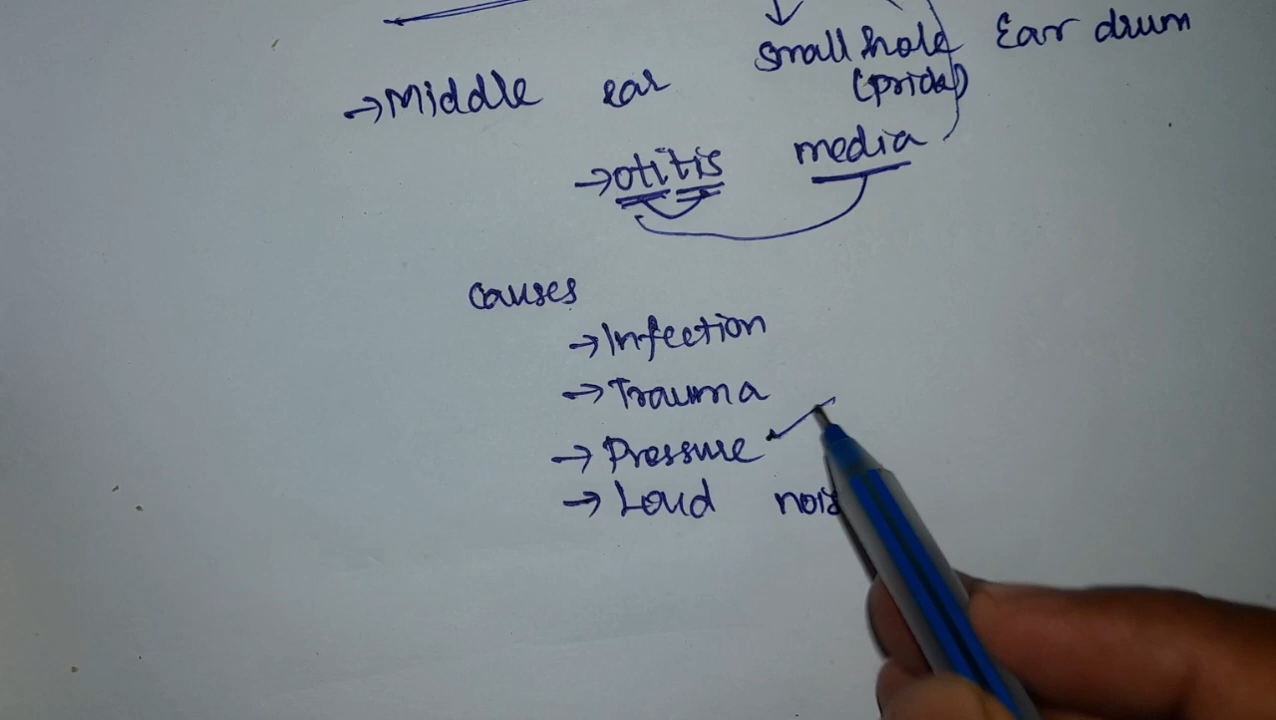 small hole Ear drum
→Middle ear
→otitis media
causes
→Infection
→Trauma
→Pressure
→Loud